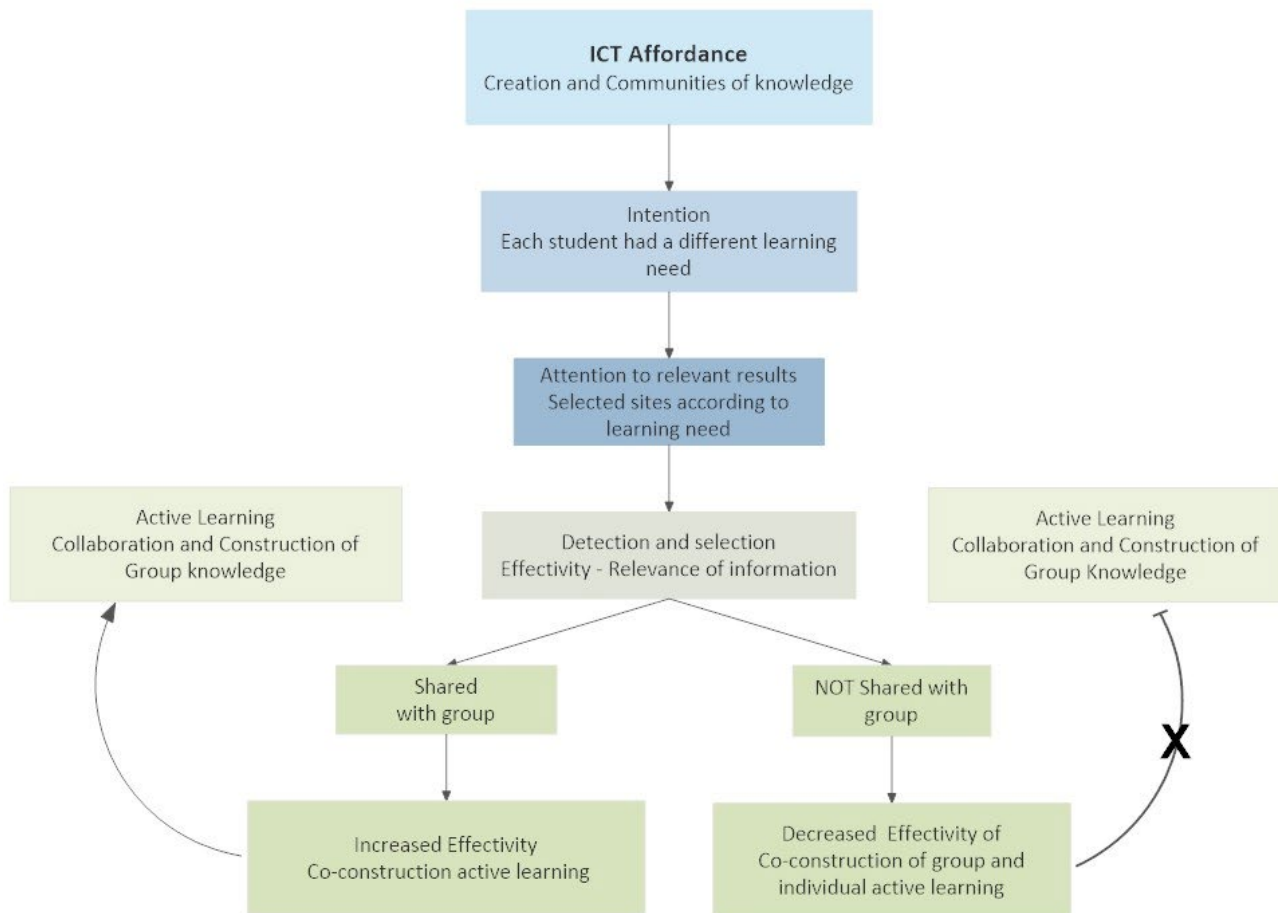 ICT Affordance
Creation and Communities of knowledge
Intention
Each student had a different learning
need
Attention to relevant results
Selected sites according to
learning need
Active Learning
Collaboration and Construction of
Group knowledge
Detection and selection
Effectivity - Relevance of information
Active Learning
Collaboration and Construction of
Group Knowledge
Shared
with group
NOT Shared with
group
X
Increased Effectivity
Co-construction active learning
Decreased Effectivity of
Co-construction of group and
individual active learning